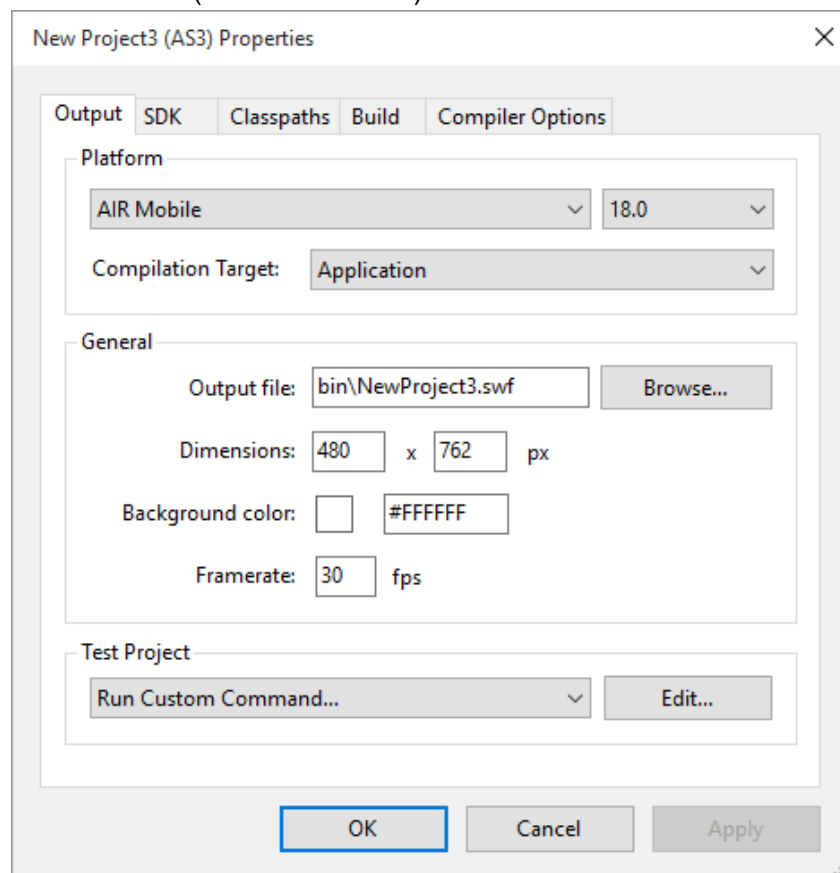 New Project3 (AS3) Properties
Output SDK Classpaths Build Compiler Options
Platform
AIR Mobile 18.0
Compilation Target: Application
General
Output file: bin\NewProject3.swf Browse...
Dimensions: 480 x 762 px
Background color: #FFFFFF
Framerate: 30 fps
Test Project
Run Custom Command... Edit...
OK Cancel Apply